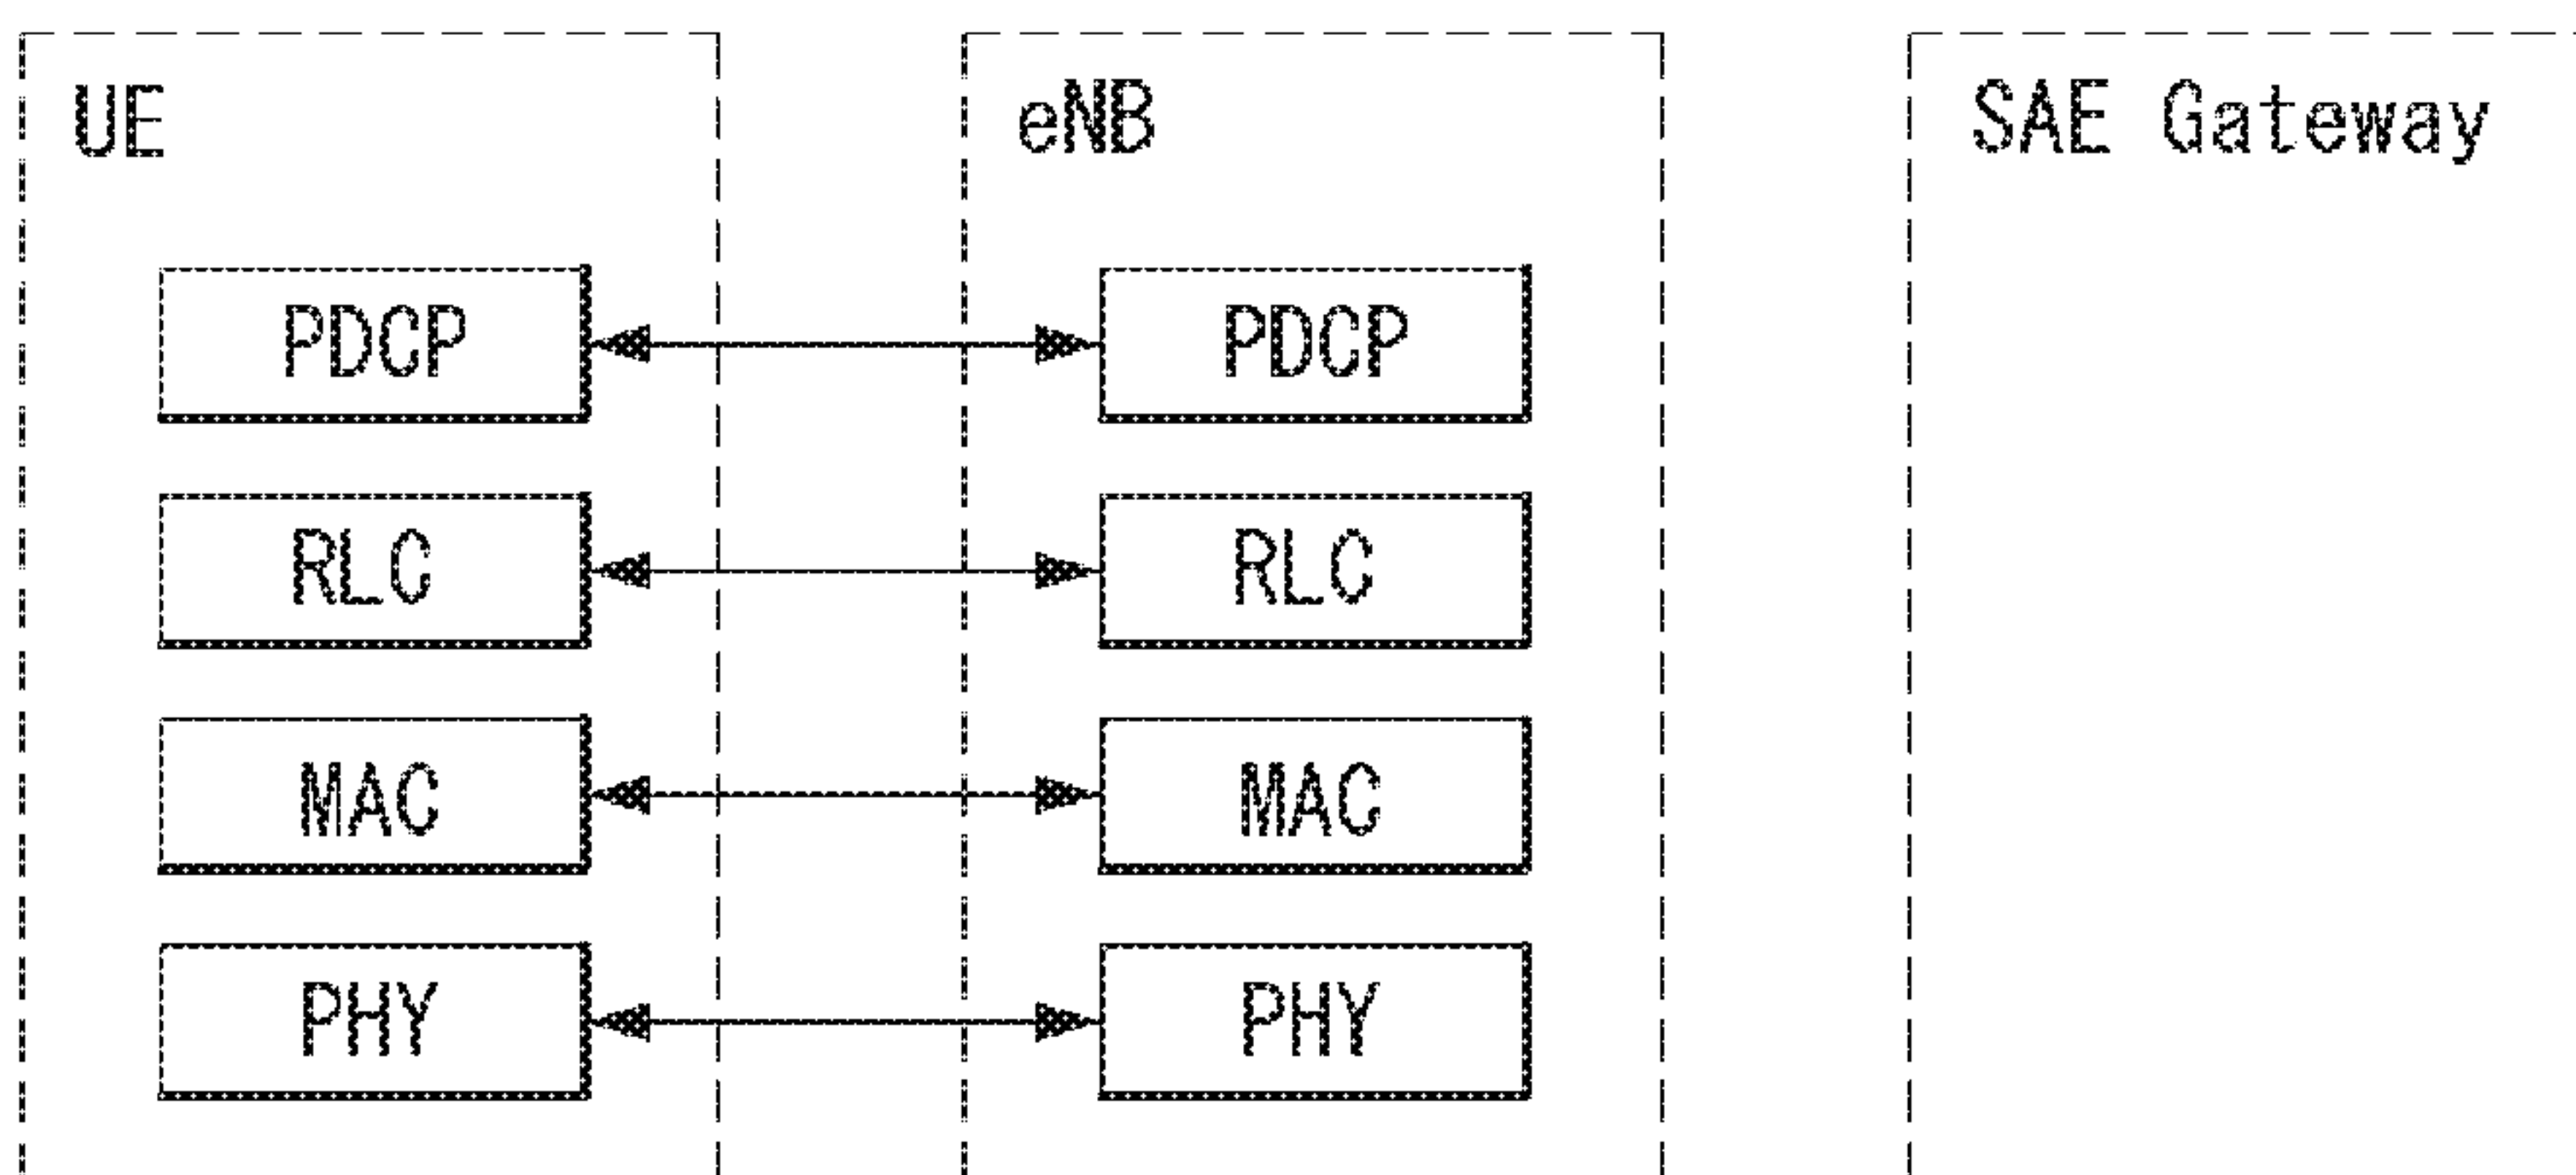 UE
eNB
SAE Gateway
PDCP
PDCP
RLC
RLC
MAC
MAC
PHY
PHY